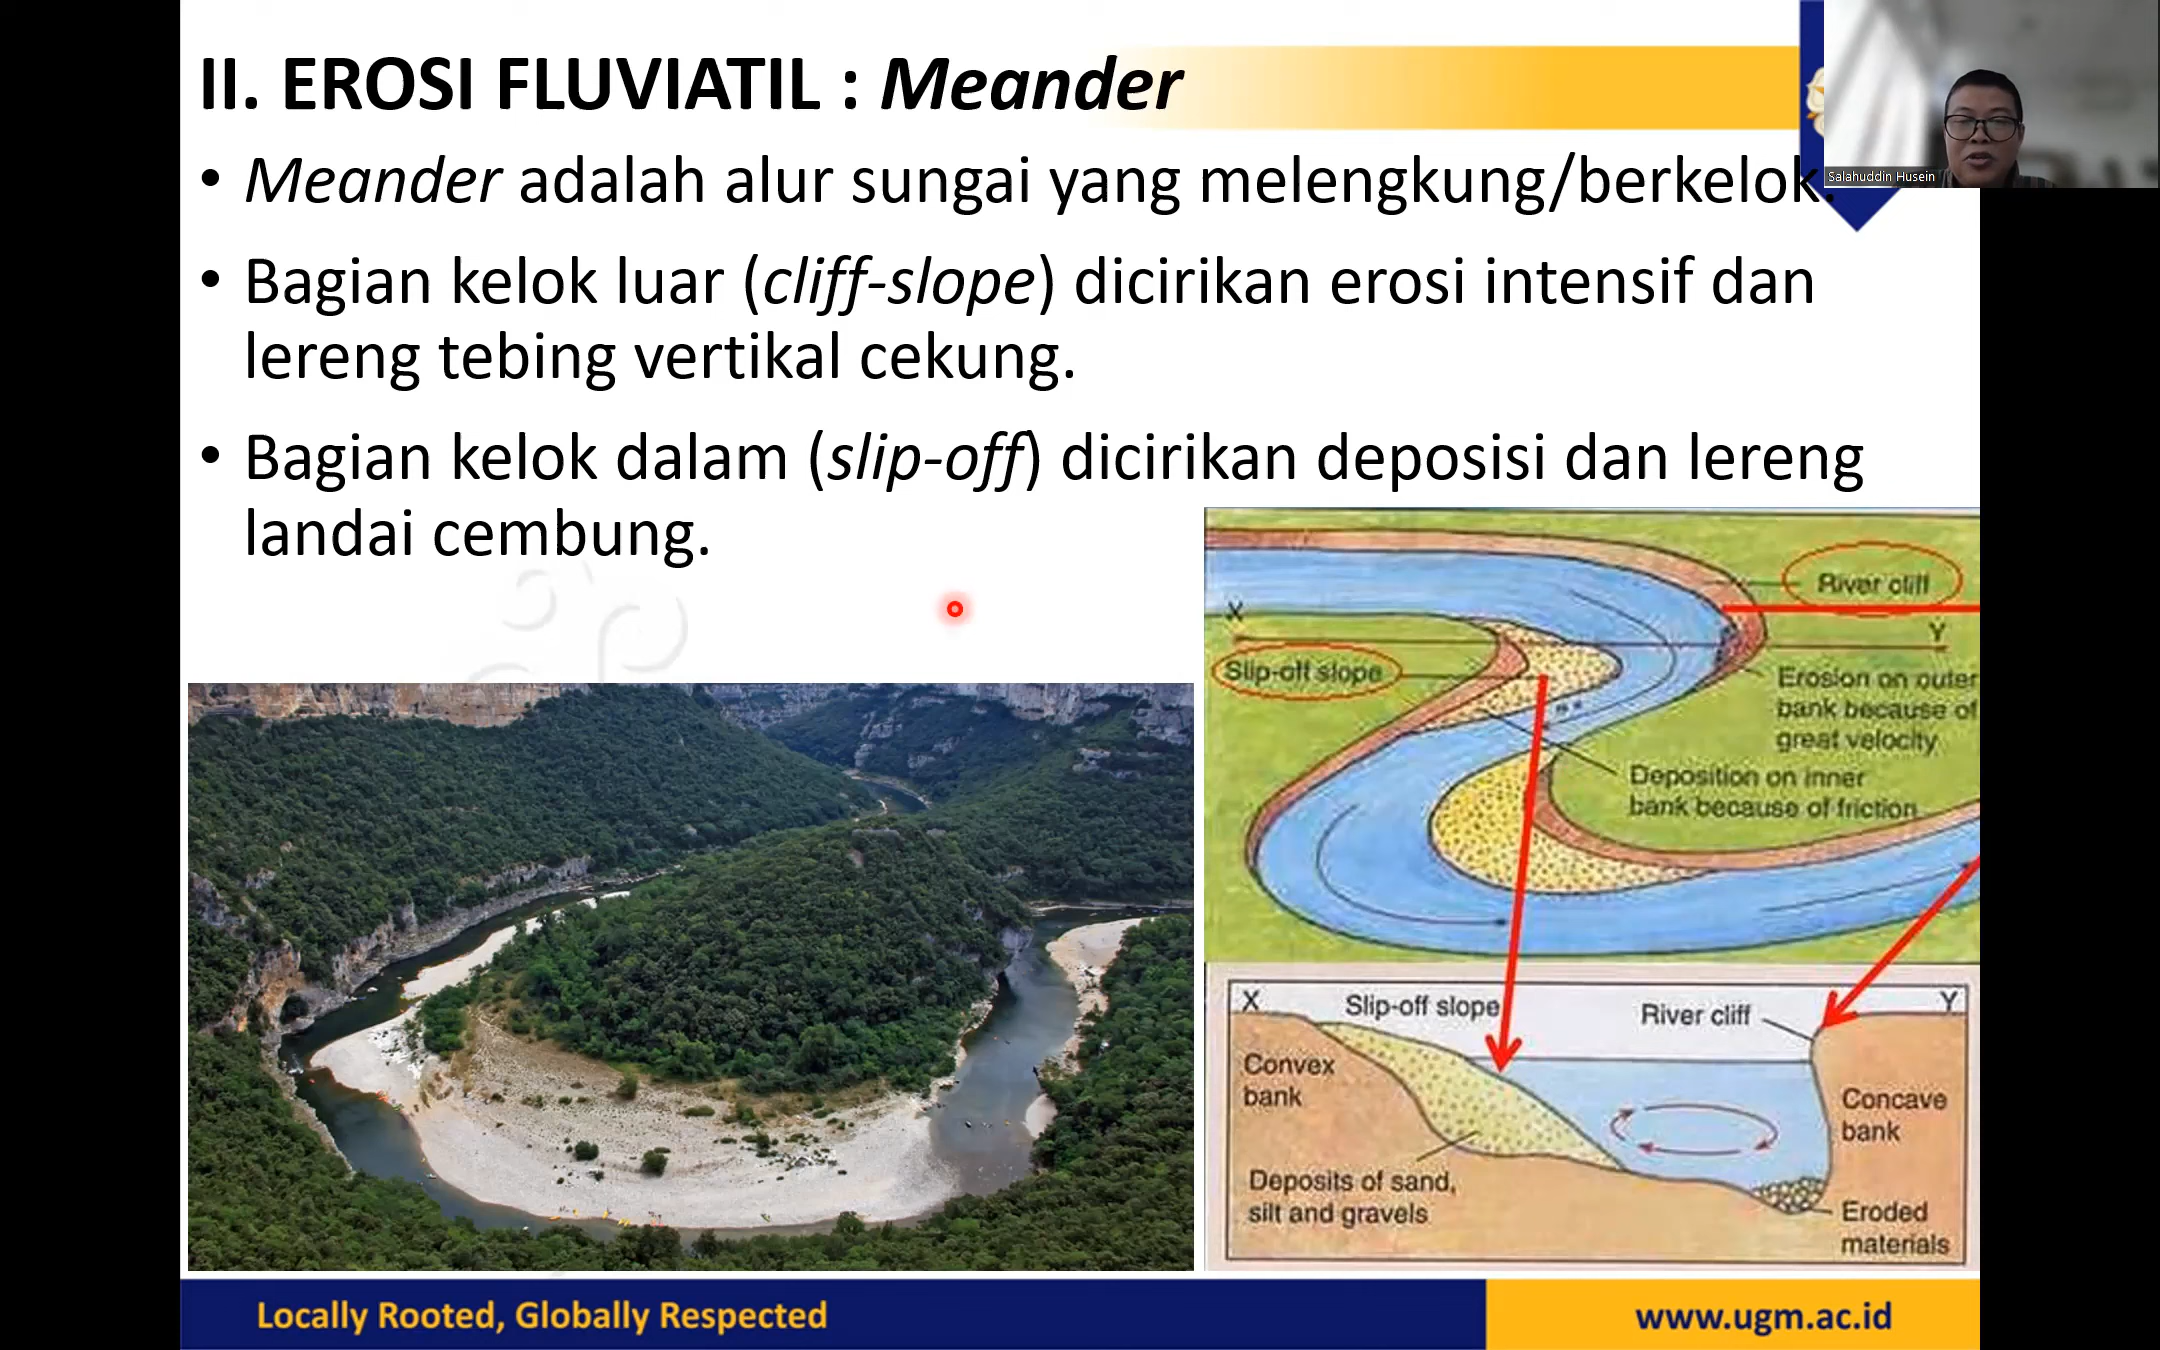 II. EROSI FLUVIATIL : Meander
Salahuddin Husein
• Meander adalah alur sungai yang melengkung/berkelok.
• Bagian kelok luar (cliff-slope) dicirikan erosi intensif dan
lereng tebing vertikal cekung.
• Bagian kelok dalam (slip-off) dicirikan deposisi dan lereng
landai cembung.
River cliff
X
Y
Slip-off slope
Erosion on outer
bank because of
great velocity
Deposition on inner
bank because of friction
X
Slip-off slope
River cliff
Y
Convex
bank
Concave
bank
Deposits of sand,
silt and gravels
Eroded
materials
Locally Rooted, Globally Respected
www.ugm.ac.id